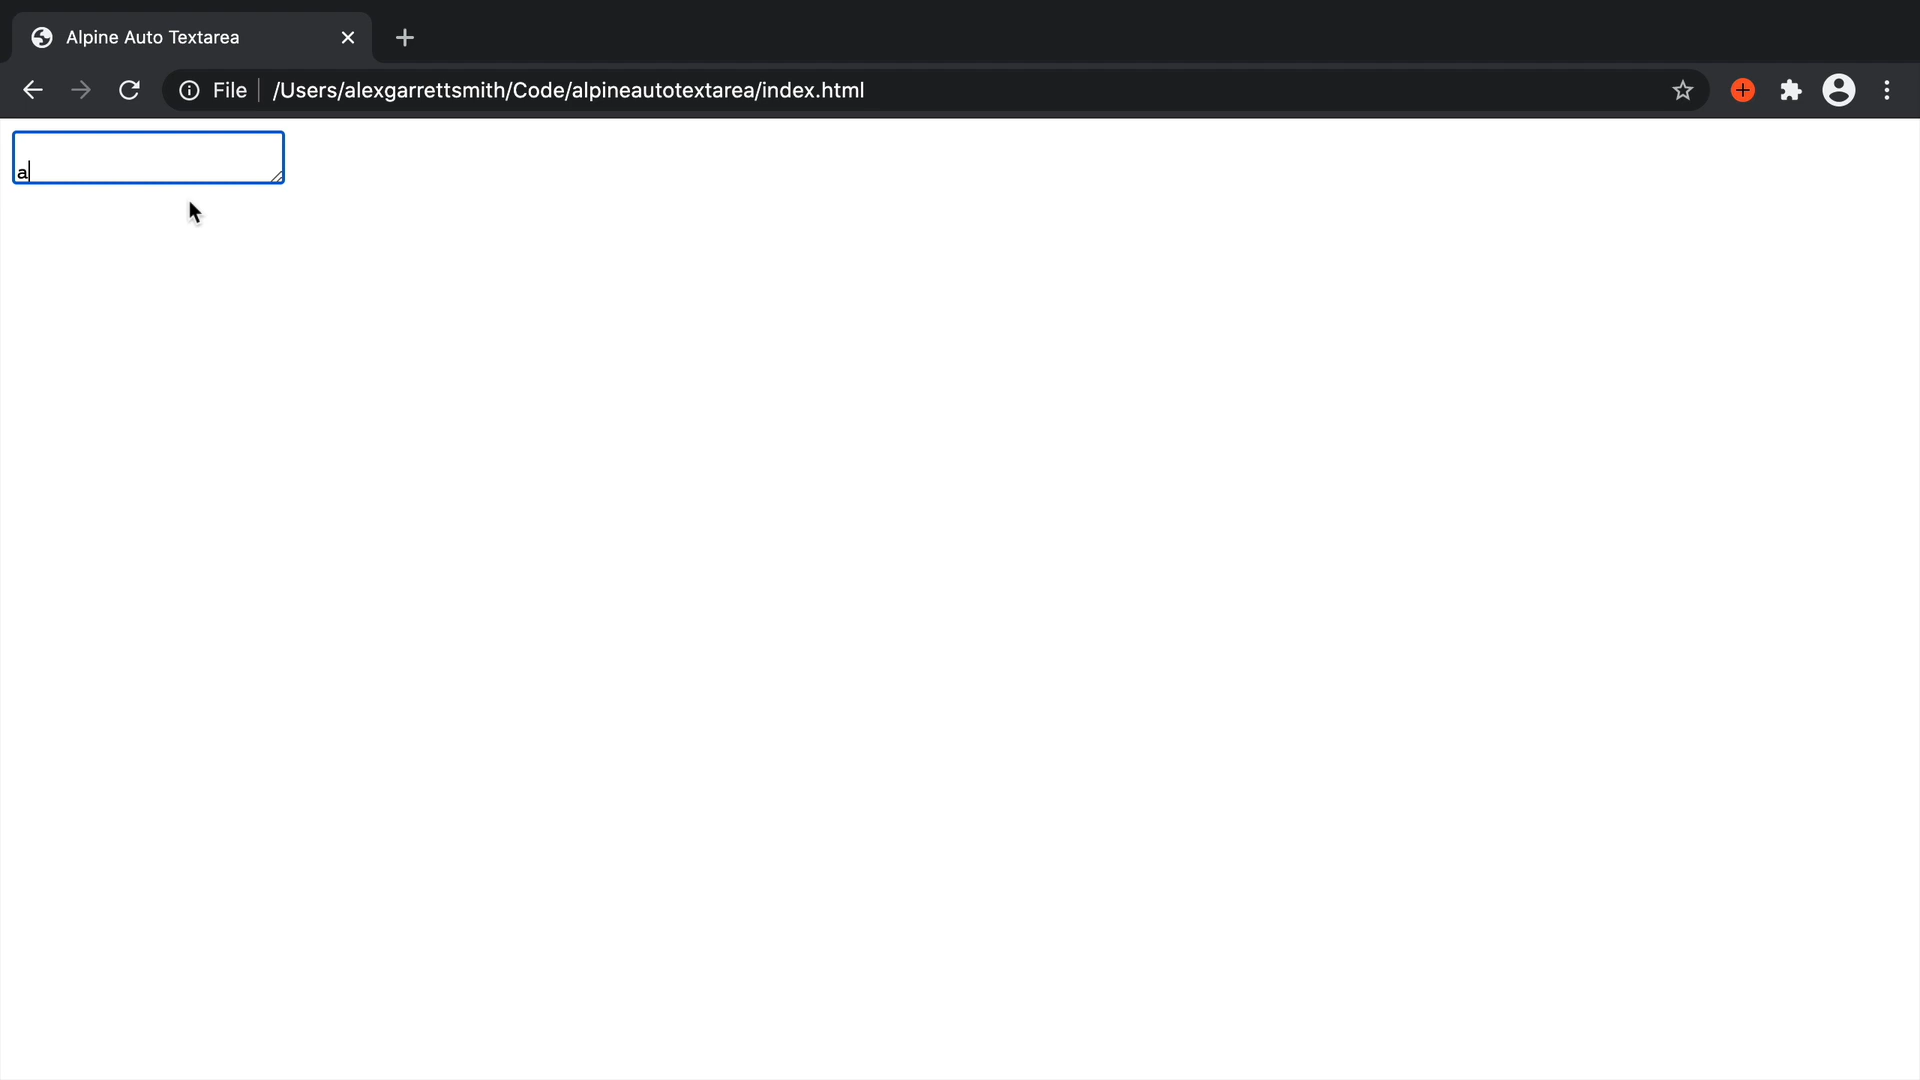 Alpine Auto Textarea
File /Users/alexgarrettsmith/Code/alpineautotextarea/index.html
a